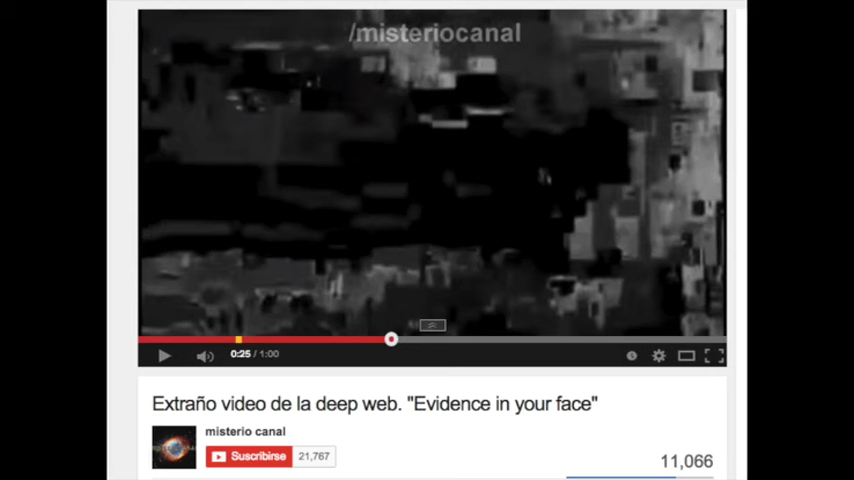 /misteriocanal
0:25 / 1:00
Extraño video de la deep web. "Evidence in your face"
misterio canal
Suscribirse 21,767
11,066